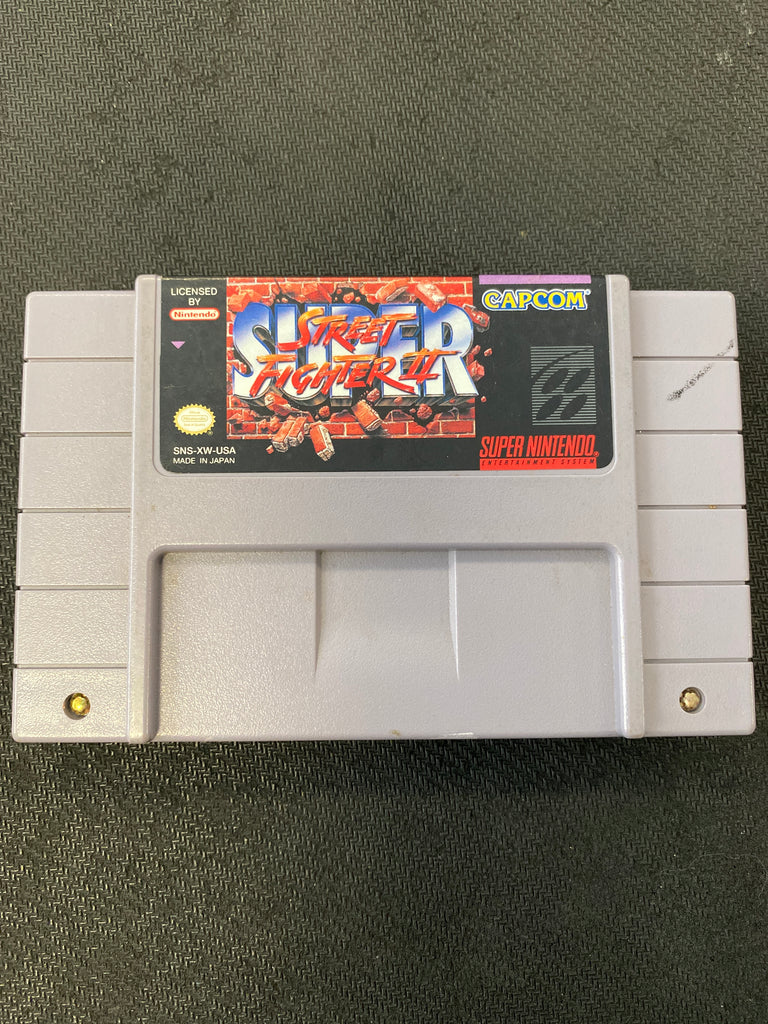 LICENSED
BY
Nintendo
SUPER
STREET
FIGHTER II
CAPCOM
SNS-XW-USA
MADE IN JAPAN
SUPER NINTENDO
ENTERTAINMENT SYSTEM